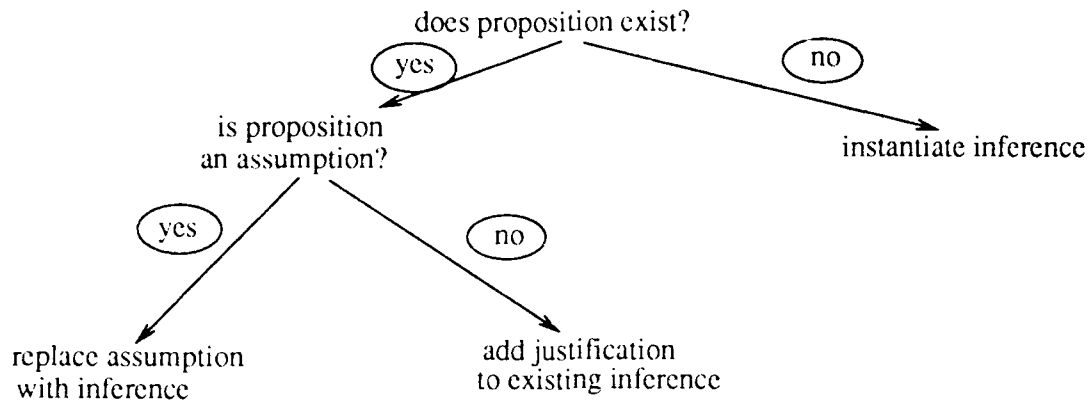 does proposition exist?
yes
no
is proposition
an assumption?
instantiate inference
yes
no
replace assumption
with inference
add justification
to existing inference